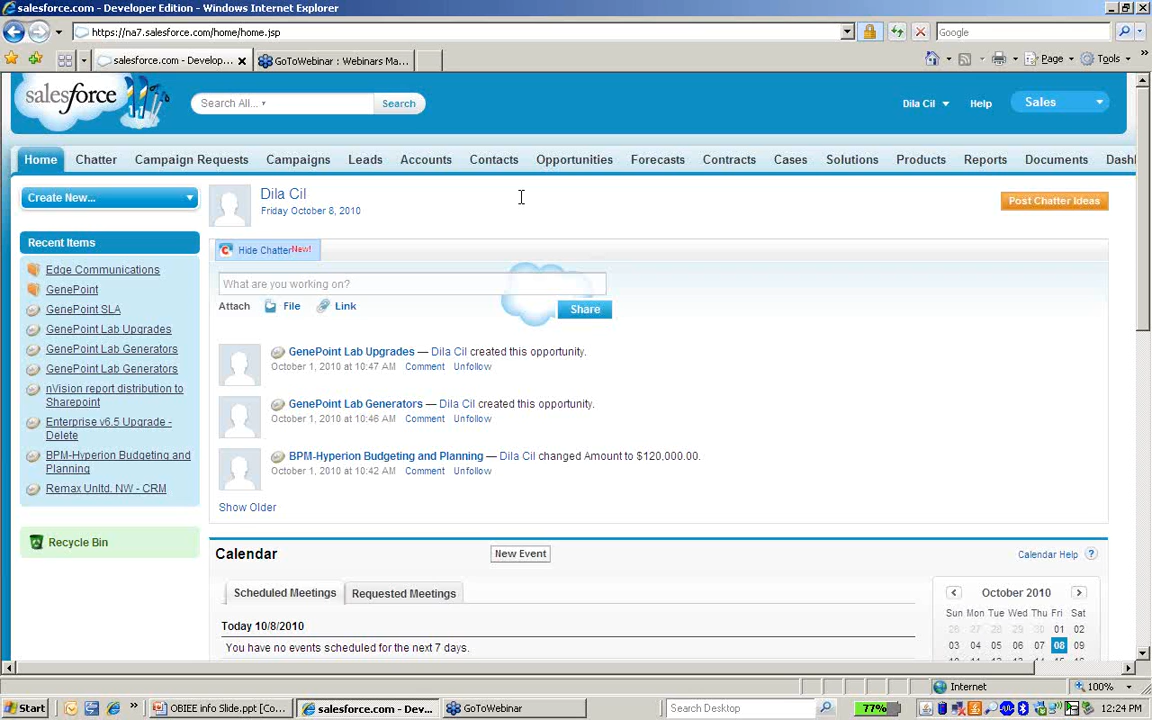 salesforce.com - Developer Edition - Windows Internet Explorer
https://na7.salesforce.com/home/home.jsp
Google
salesforce.com - Develop...
GoToWebinar : Webinars Ma...
Page
Tools
salesforce
Search All...
Search
Dila Cil
Help
Sales
Home
Chatter
Campaign Requests
Campaigns
Leads
Accounts
Contacts
Opportunities
Forecasts
Contracts
Cases
Solutions
Products
Reports
Documents
Dashl
Create New...
Dila Cil
Friday October 8, 2010
Post Chatter Ideas
Recent Items
Edge Communications
GenePoint
GenePoint SLA
GenePoint Lab Upgrades
GenePoint Lab Generators
GenePoint Lab Generators
nVision report distribution to
Sharepoint
Enterprise v6.5 Upgrade -
Delete
BPM-Hyperion Budgeting and
Planning
Remax Unltd. NW - CRM
Recycle Bin
Hide Chatter New!
What are you working on?
Attach File Link
Share
GenePoint Lab Upgrades — Dila Cil created this opportunity.
October 1, 2010 at 10:47 AM Comment Unfollow
GenePoint Lab Generators — Dila Cil created this opportunity.
October 1, 2010 at 10:46 AM Comment Unfollow
BPM-Hyperion Budgeting and Planning — Dila Cil changed Amount to $120,000.00.
October 1, 2010 at 10:42 AM Comment Unfollow
Show Older
Calendar
New Event
Calendar Help ?
Scheduled Meetings
Requested Meetings
Today 10/8/2010
You have no events scheduled for the next 7 days.
October 2010
Sun Mon Tue Wed Thu Fri Sat
26 27 28 29 30 01 02
03 04 05 06 07 08 09
Internet
100%
Start
OBIEE info Slide.ppt [Co...
salesforce.com - Dev...
GoToWebinar
Search Desktop
77%
12:24 PM